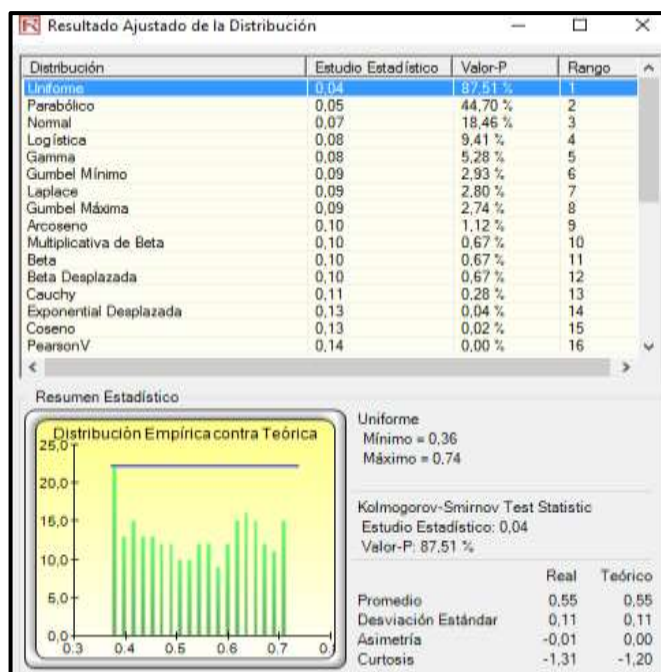 Resultado Ajustado de la Distribución
Distribución Estudio Estadístico Valor-P Rango
Uniforme 0,04 87,51 % 1
Parabólico 0,05 44,70 % 2
Normal 0,07 18,46 % 3
Logística 0,08 9,41 % 4
Gamma 0,08 5,28 % 5
Gumbel Mínimo 0,09 2,93 % 6
Laplace 0,09 2,80 % 7
Gumbel Máxima 0,09 2,74 % 8
Arcoseno 0,10 1,12 % 9
Multiplicativa de Beta 0,10 0,67 % 10
Beta 0,10 0,67 % 11
Beta Desplazada 0,10 0,67 % 12
Cauchy 0,11 0,28 % 13
Exponential Desplazada 0,13 0,04 % 14
Coseno 0,13 0,02 % 15
PearsonV 0,14 0,00 % 16
Resumen Estadístico
Distribución Empírica contra Teórica
25,0
20,0
15,0
10,0
5,0
0,0
0.3 0.4 0.5 0.6 0.7 0.
Uniforme
Mínimo = 0,36
Máximo = 0,74
Kolmogorov-Smirnov Test Statistic
Estudio Estadístico: 0,04
Valor-P: 87,51 %
Real Teórico
Promedio 0,55 0,55
Desviación Estándar 0,11 0,11
Asimetría -0,01 0,00
Curtosis -1,31 -1,20